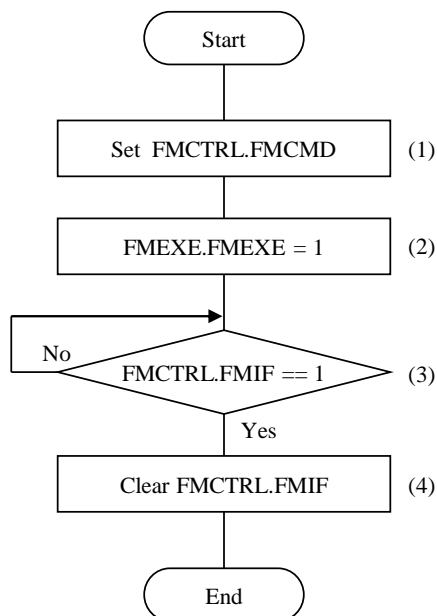 Start
Set FMCTRL.FMCMD (1)
FMEXE.FMEXE = 1 (2)
No
FMCTRL.FMIF == 1 (3)
Yes
Clear FMCTRL.FMIF (4)
End